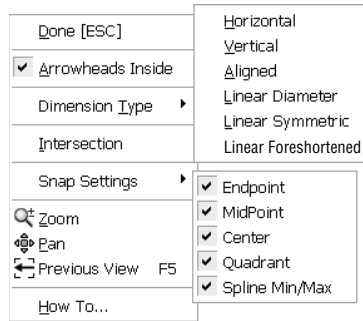 Done [ESC]
Arrowheads Inside
Dimension Type
Intersection
Snap Settings
Zoom
Pan
Previous View F5
How To...
Horizontal
Vertical
Aligned
Linear Diameter
Linear Symmetric
Linear Foreshortened
Endpoint
MidPoint
Center
Quadrant
Spline Min/Max